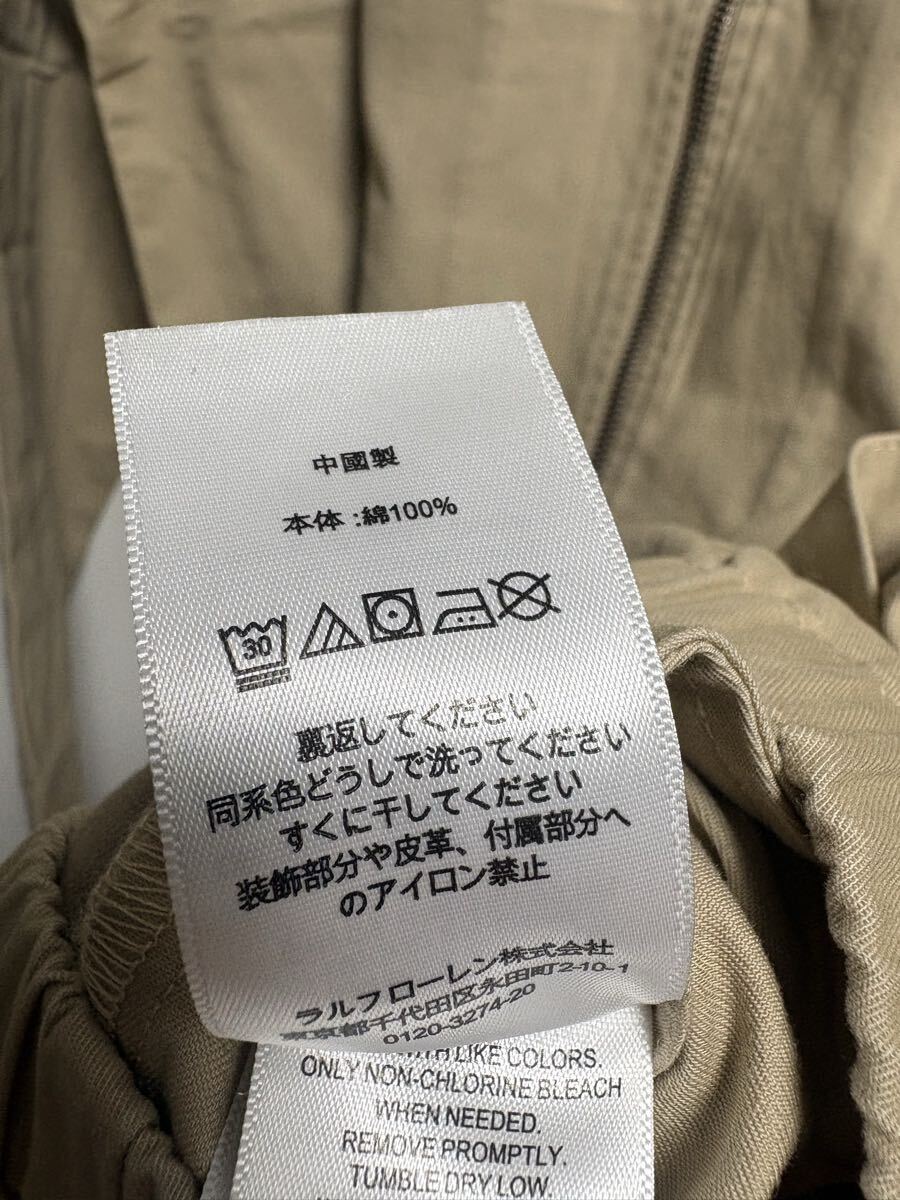 中國製
本体 :綿100%
30
裏返してください
同系色どうしで洗ってください
すくに干してください
装飾部分や皮革、付属部分へ
のアイロン禁止
ラルフローレン株式会社
東京都千代田区永田町2-10-1
0120-3274-20
LIKE COLORS.
ONLY NON-CHLORINE BLEACH
WHEN NEEDED.
REMOVE PROMPTLY.
TUMBLE DRY LOW.